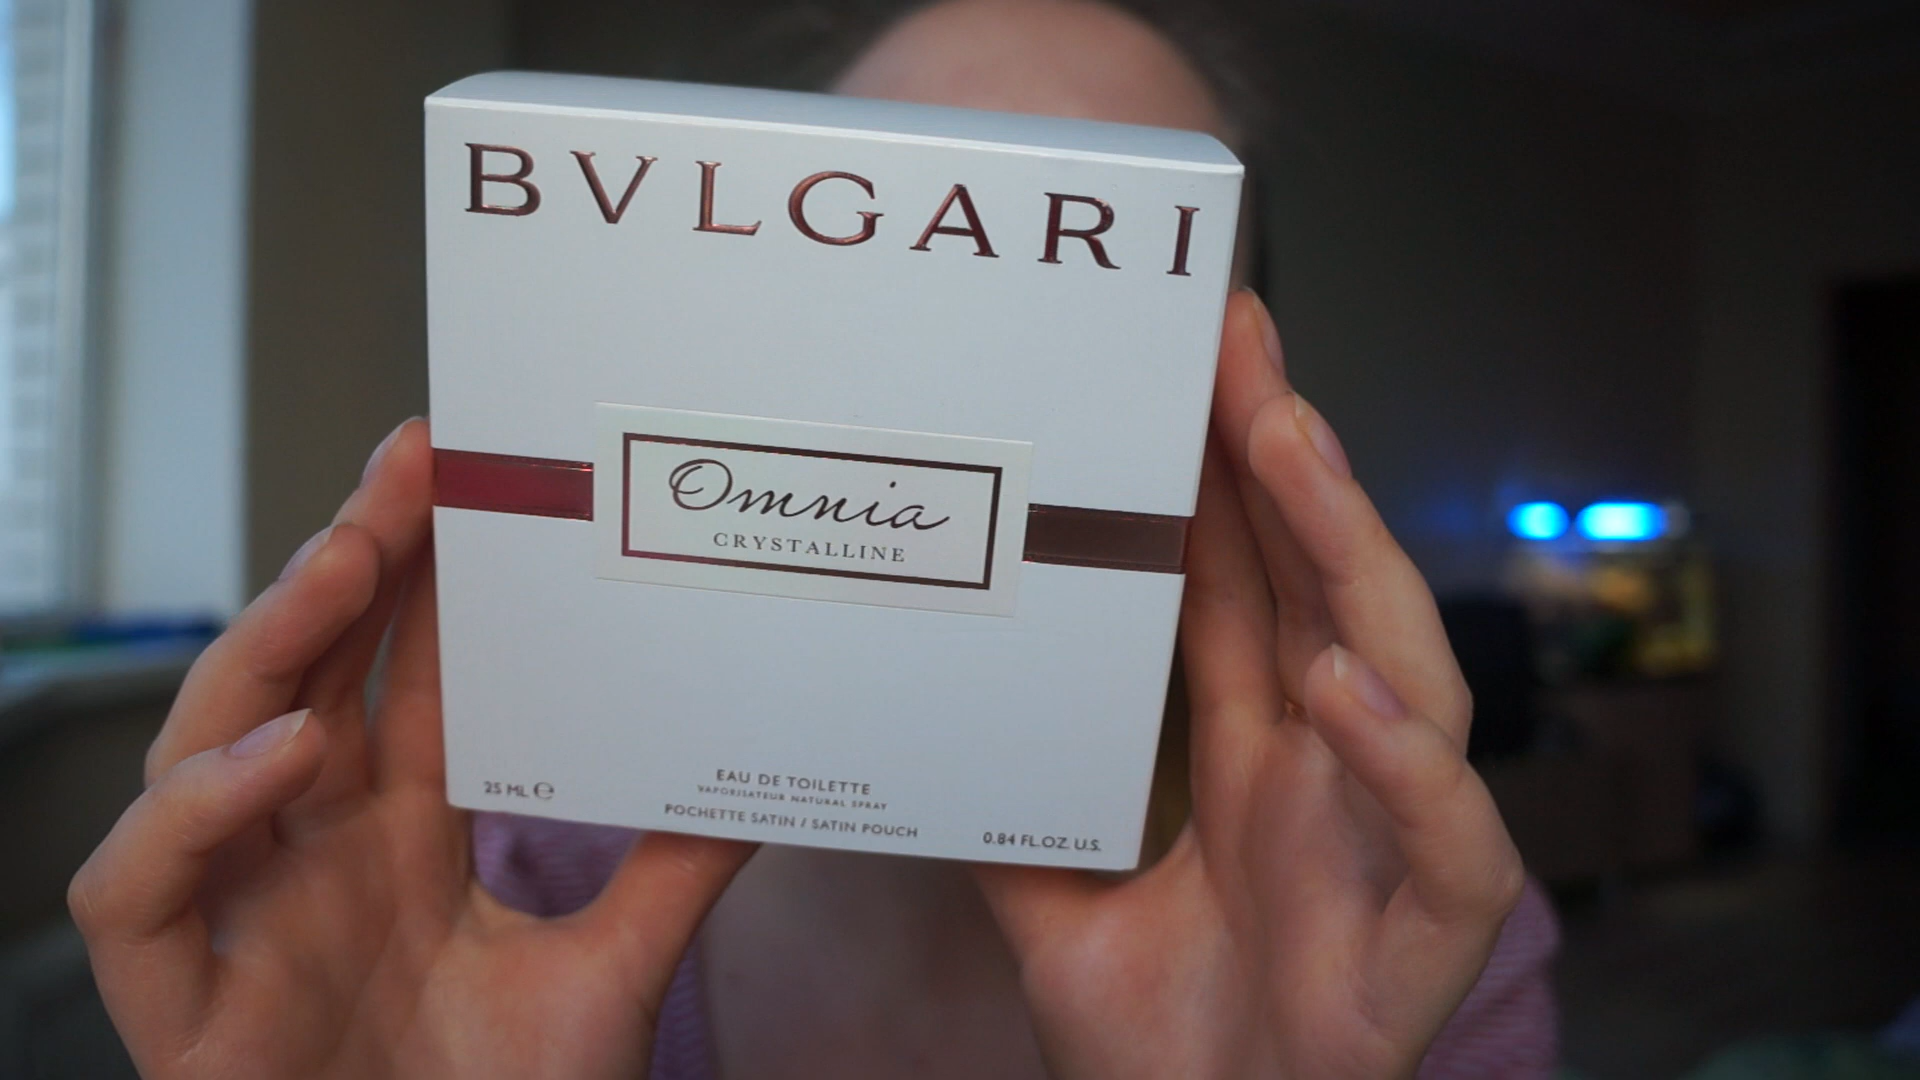 BVLGARI
Omnia
CRYSTALLINE
25 ML ℮
EAU DE TOILETTE
VAPORISATEUR NATURAL SPRAY
POCHETTE SATIN / SATIN POUCH
0.84 FL.OZ. U.S.